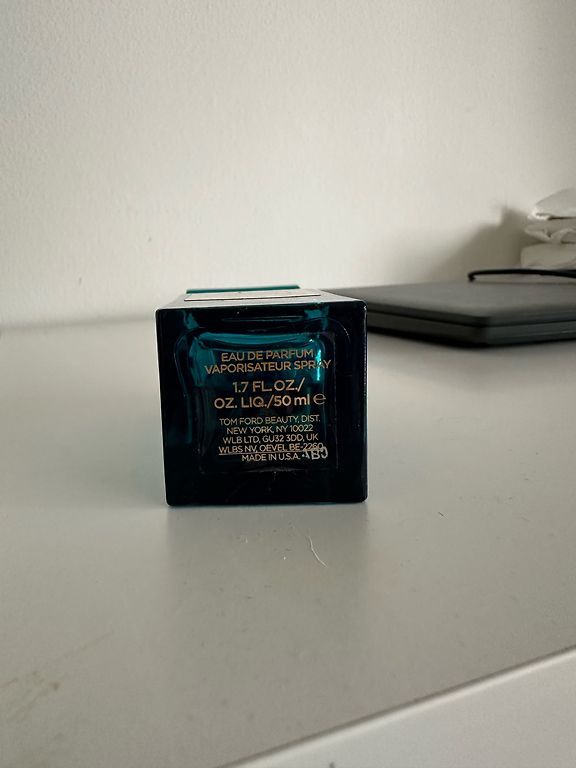 EAU DE PARFUM
VAPORISATEUR SPRAY
1.7 FL.OZ./
OZ. LIQ./50 ml ℮
TOM FORD BEAUTY, DIST.
NEW YORK, NY 10022
WLB LTD, GU32 3DD, UK
WLBS NV, OEVEL BE-2260
MADE IN U.S.A.